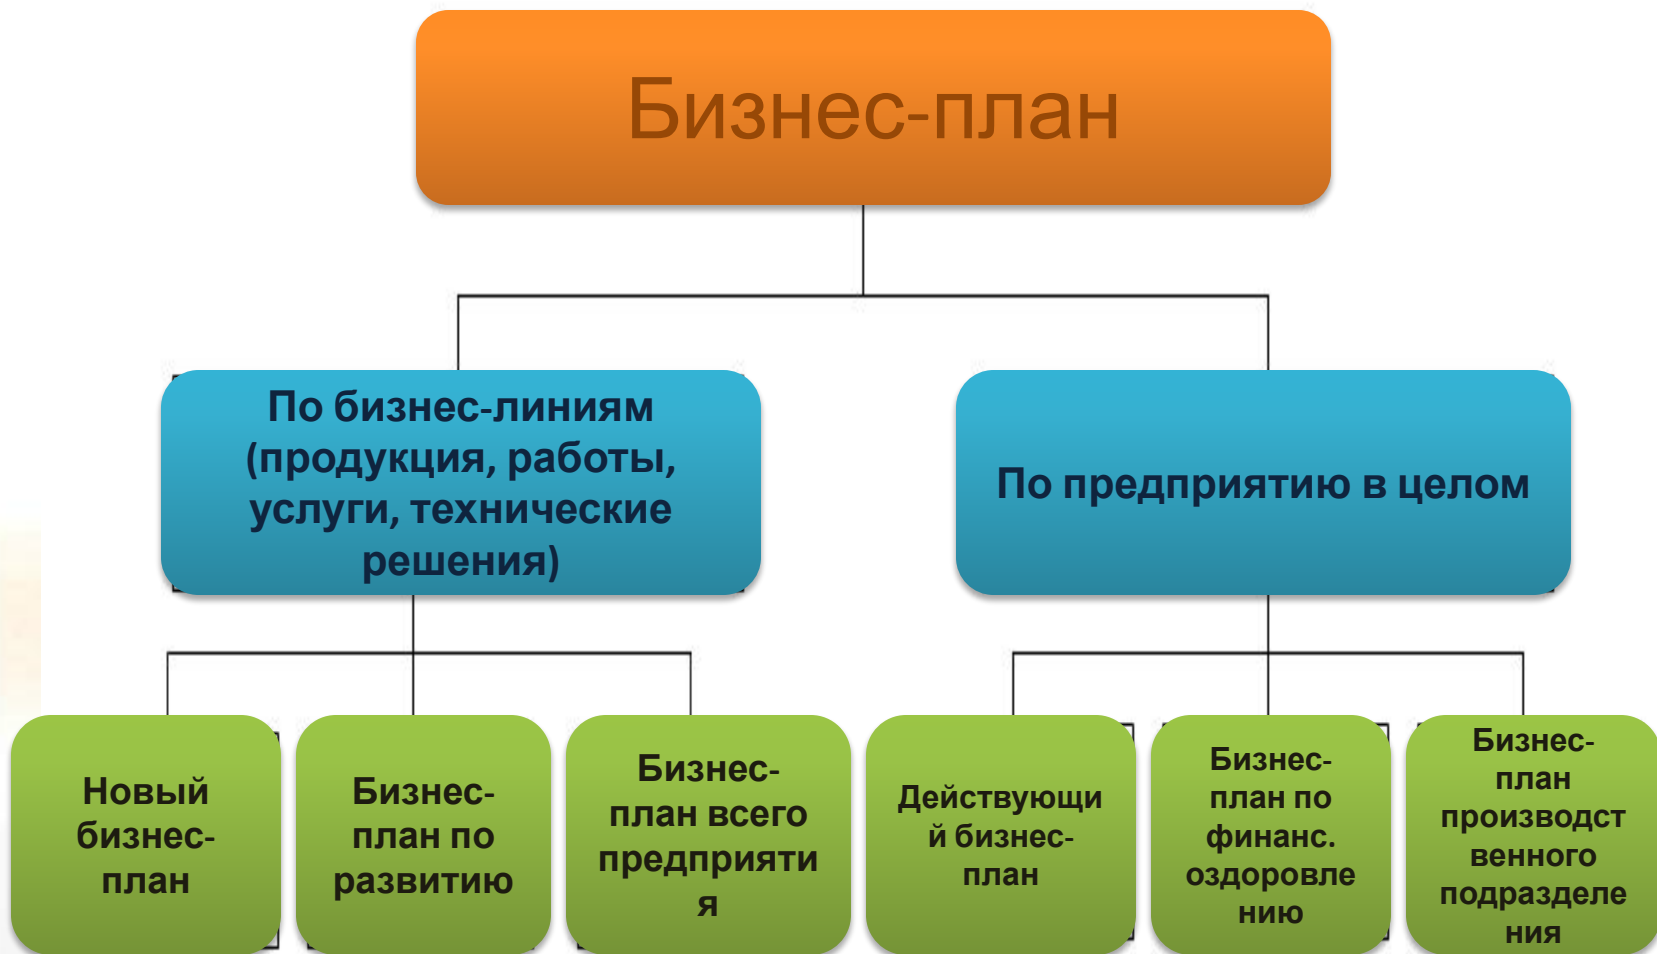 Бизнес-план
По бизнес-линиям
(продукция, работы,
услуги, технические
решения)
По предприятию в целом
Новый
бизнес-
план
Бизнес-
план по
развитию
Бизнес-
план всего
предприяти
я
Действующи
й бизнес-
план
Бизнес-
план по
финанс.
оздоровле
нию
Бизнес-
план
производст
венного
подразделе
ния